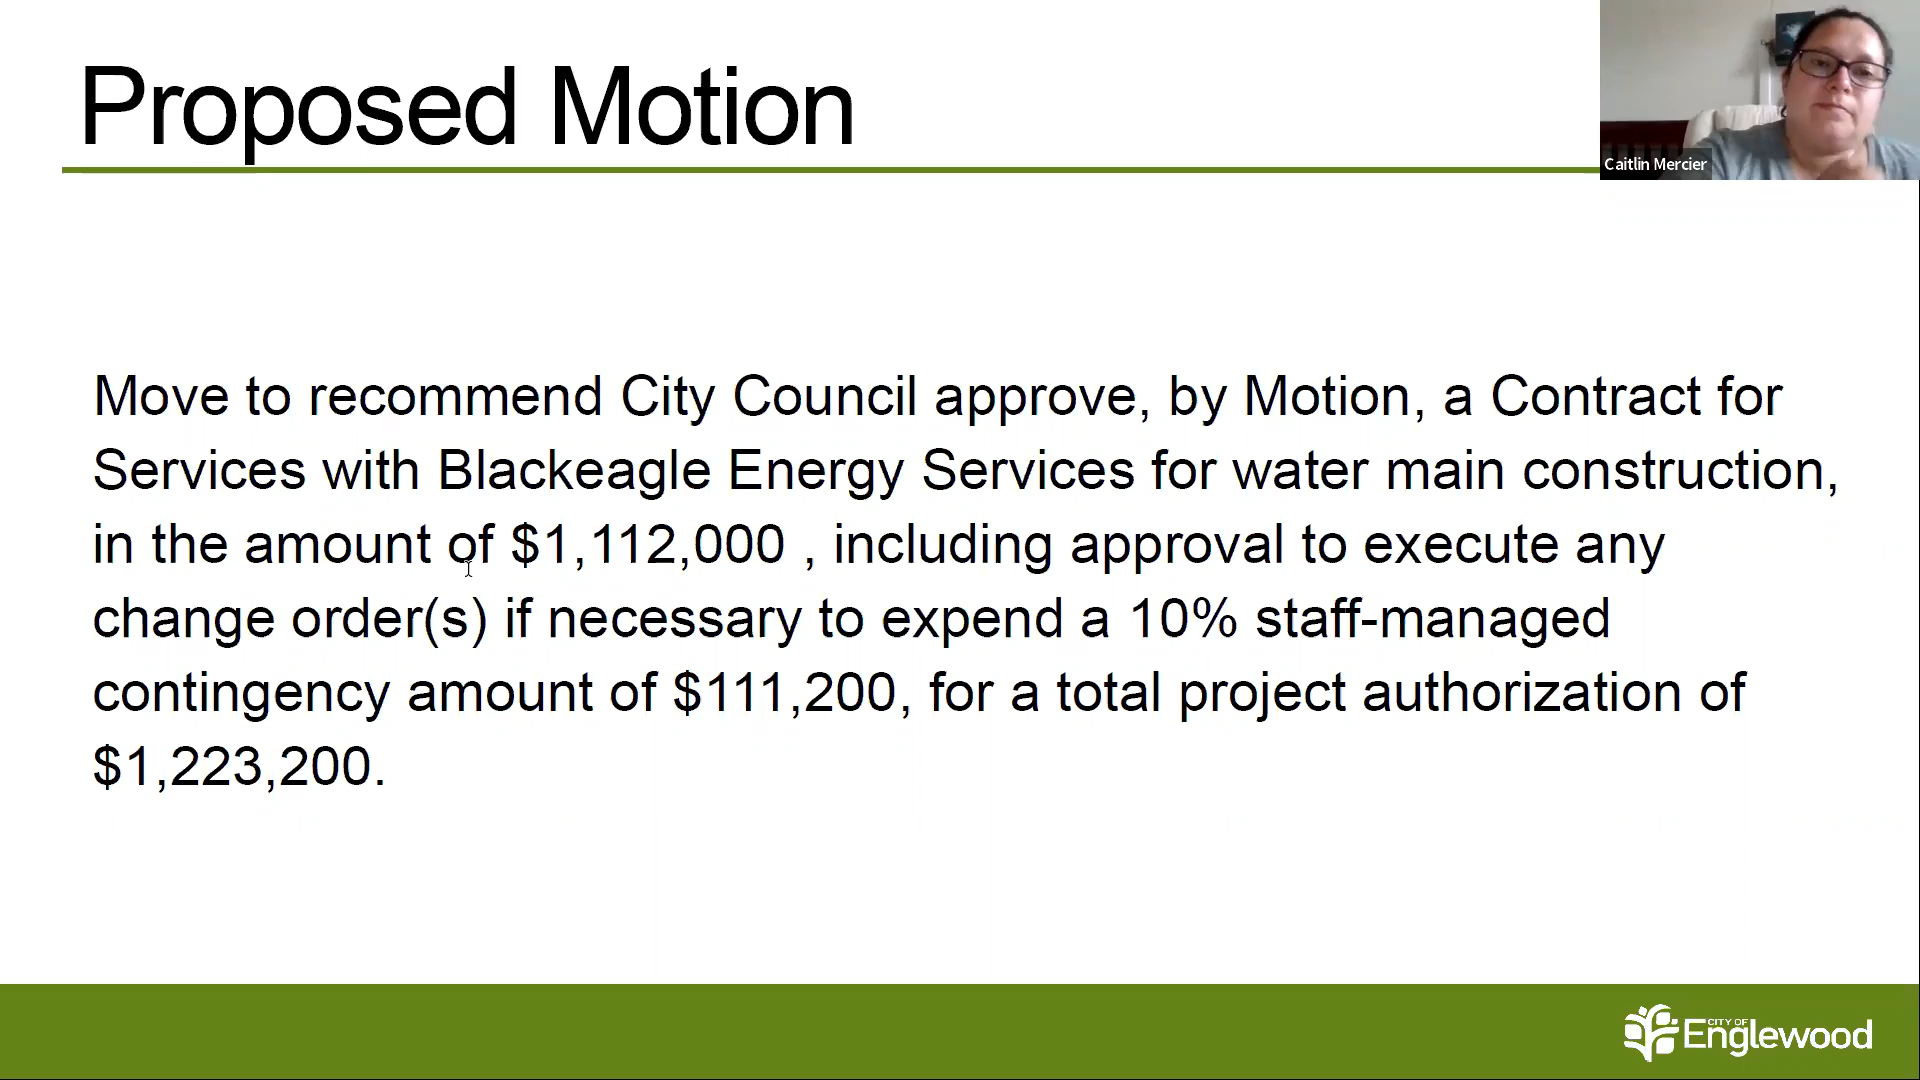 Proposed Motion
Caitlin Mercier
Move to recommend City Council approve, by Motion, a Contract for
Services with Blackeagle Energy Services for water main construction,
in the amount of $1,112,000 , including approval to execute any
change order(s) if necessary to expend a 10% staff-managed
contingency amount of $111,200, for a total project authorization of
$1,223,200.
CITY OF
Englewood